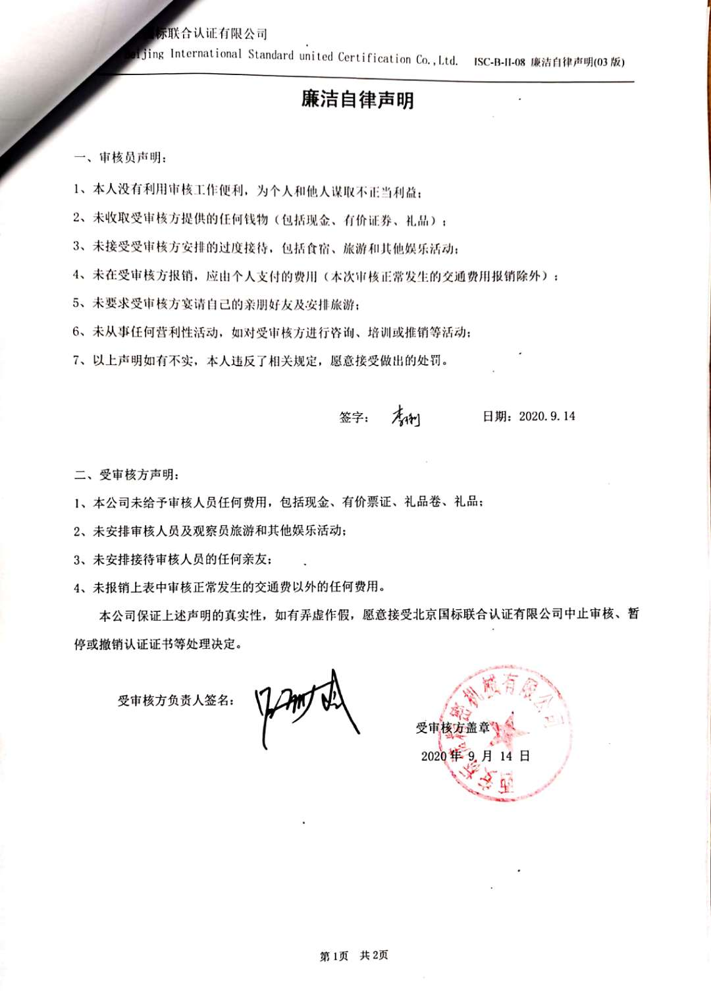 国标联合认证有限公司
Beijing International Standard united Certification Co.,Ltd. ISC-B-II-08 廉洁自律声明(03 版)
廉洁自律声明
一、审核员声明：
1、本人没有利用审核工作便利，为个人和他人谋取不正当利益；
2、未收取受审核方提供的任何钱物（包括现金、有价证券、礼品）；
3、未接受受审核方安排的过度接待，包括食宿、旅游和其他娱乐活动；
4、未在受审核方报销，应由个人支付的费用（本次审核正常发生的交通费用报销除外）；
5、未要求受审核方宴请自己的亲朋好友及安排旅游；
6、未从事任何营利性活动，如对受审核方进行咨询、培训或推销等活动；
7、以上声明如有不实，本人违反了相关规定，愿意接受做出的处罚。
签字： 李俐 日期：2020.9.14
二、受审核方声明：
1、本公司未给予审核人员任何费用，包括现金、有价票证、礼品卷、礼品；
2、未安排审核人员及观察员旅游和其他娱乐活动；
3、未安排接待审核人员的任何亲友；
4、未报销上表中审核正常发生的交通费以外的任何费用。
本公司保证上述声明的真实性，如有弄虚作假，愿意接受北京国标联合认证有限公司中止审核、暂
停或撤销认证证书等处理决定。
受审核方负责人签名：
受审核方盖章
2020 年 9 月 14 日
第 1页 共 2页